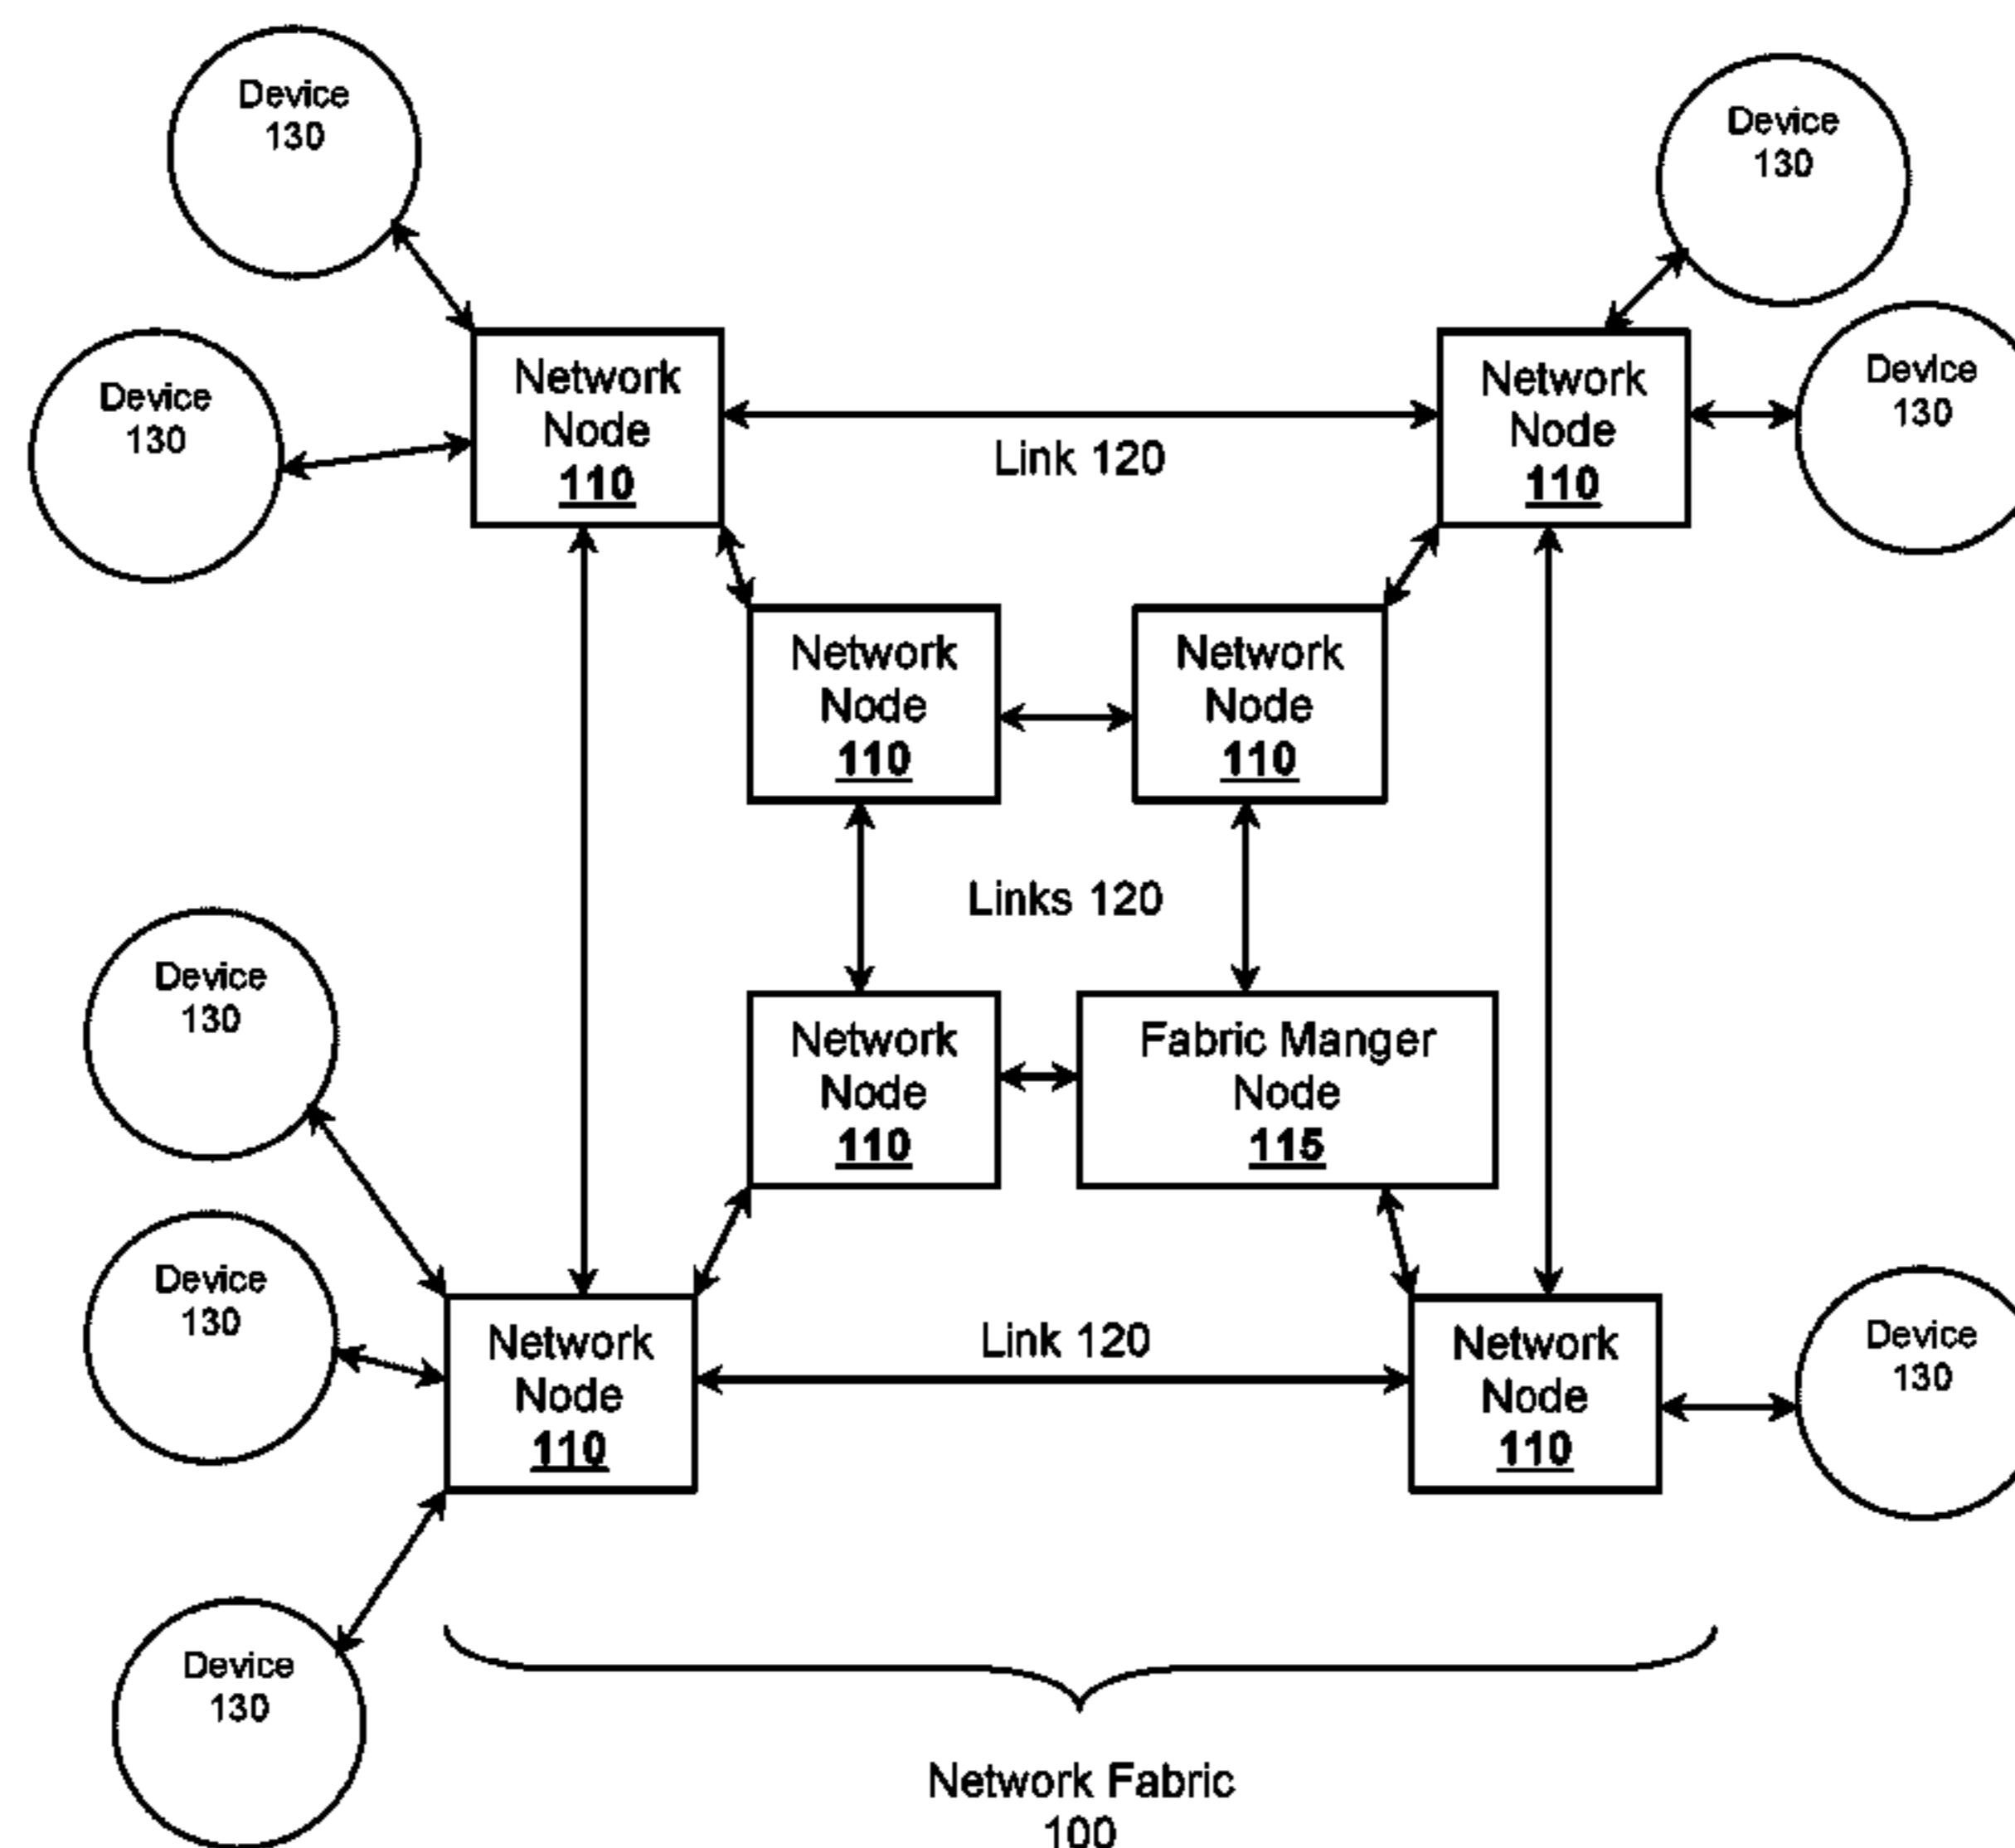 Device
130
Device
130
Device
130
Device
130
Network
Node
110
Network
Node
110
Link 120
Network
Node
110
Network
Node
110
Links 120
Device
130
Network
Node
110
Fabric Manger
Node
115
Device
130
Network
Node
110
Link 120
Network
Node
110
Device
130
Device
130
Network Fabric
100